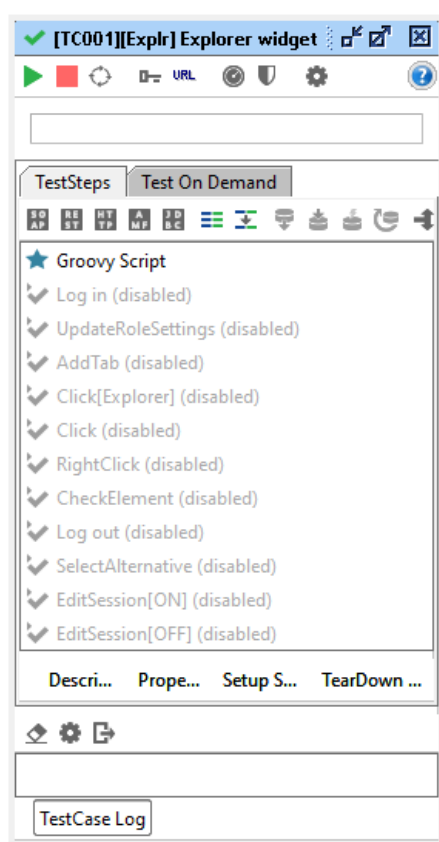 [TC001][Explr] Explorer widget
URL
TestSteps Test On Demand
SO AP RE ST HT TP A MF JD BC
Groovy Script
Log in (disabled)
UpdateRoleSettings (disabled)
AddTab (disabled)
Click[Explorer] (disabled)
Click (disabled)
RightClick (disabled)
CheckElement (disabled)
Log out (disabled)
SelectAlternative (disabled)
EditSession[ON] (disabled)
EditSession[OFF] (disabled)
Descri... Prope... Setup S... TearDown ...
TestCase Log